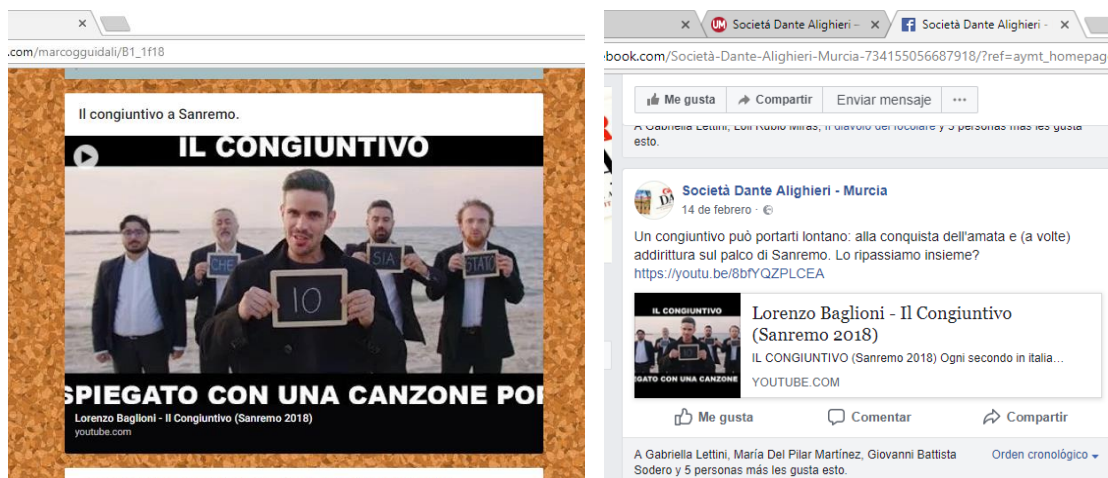 .com/marcogguidali/B1_1f18
Il congiuntivo a Sanremo.
IL CONGIUNTIVO
CHE
IO
SIA
STATO
SPIEGATO CON UNA CANZONE POP
Lorenzo Baglioni - Il Congiuntivo (Sanremo 2018)
youtube.com
UM Societá Dante Alighieri –
Società Dante Alighieri -
ebook.com/Società-Dante-Alighieri-Murcia-734155056687918/?ref=aymt_homepag
Me gusta
Compartir
Enviar mensaje
A Gabriella Lettini, Loli Rubio Miras, Il diavolo del focolare y 5 personas más les gusta
esto.
Società Dante Alighieri - Murcia
14 de febrero ·
Un congiuntivo può portarti lontano: alla conquista dell'amata e (a volte)
addirittura sul palco di Sanremo. Lo ripassiamo insieme?
https://youtu.be/8bfYQZPLCEA
IL CONGIUNTIVO
IO
IEGATO CON UNA CANZONE
Lorenzo Baglioni - Il Congiuntivo
(Sanremo 2018)
IL CONGIUNTIVO (Sanremo 2018) Ogni secondo in italia…
YOUTUBE.COM
Me gusta
Comentar
Compartir
A Gabriella Lettini, María Del Pilar Martínez, Giovanni Battista
Sodero y 5 personas más les gusta esto.
Orden cronológico